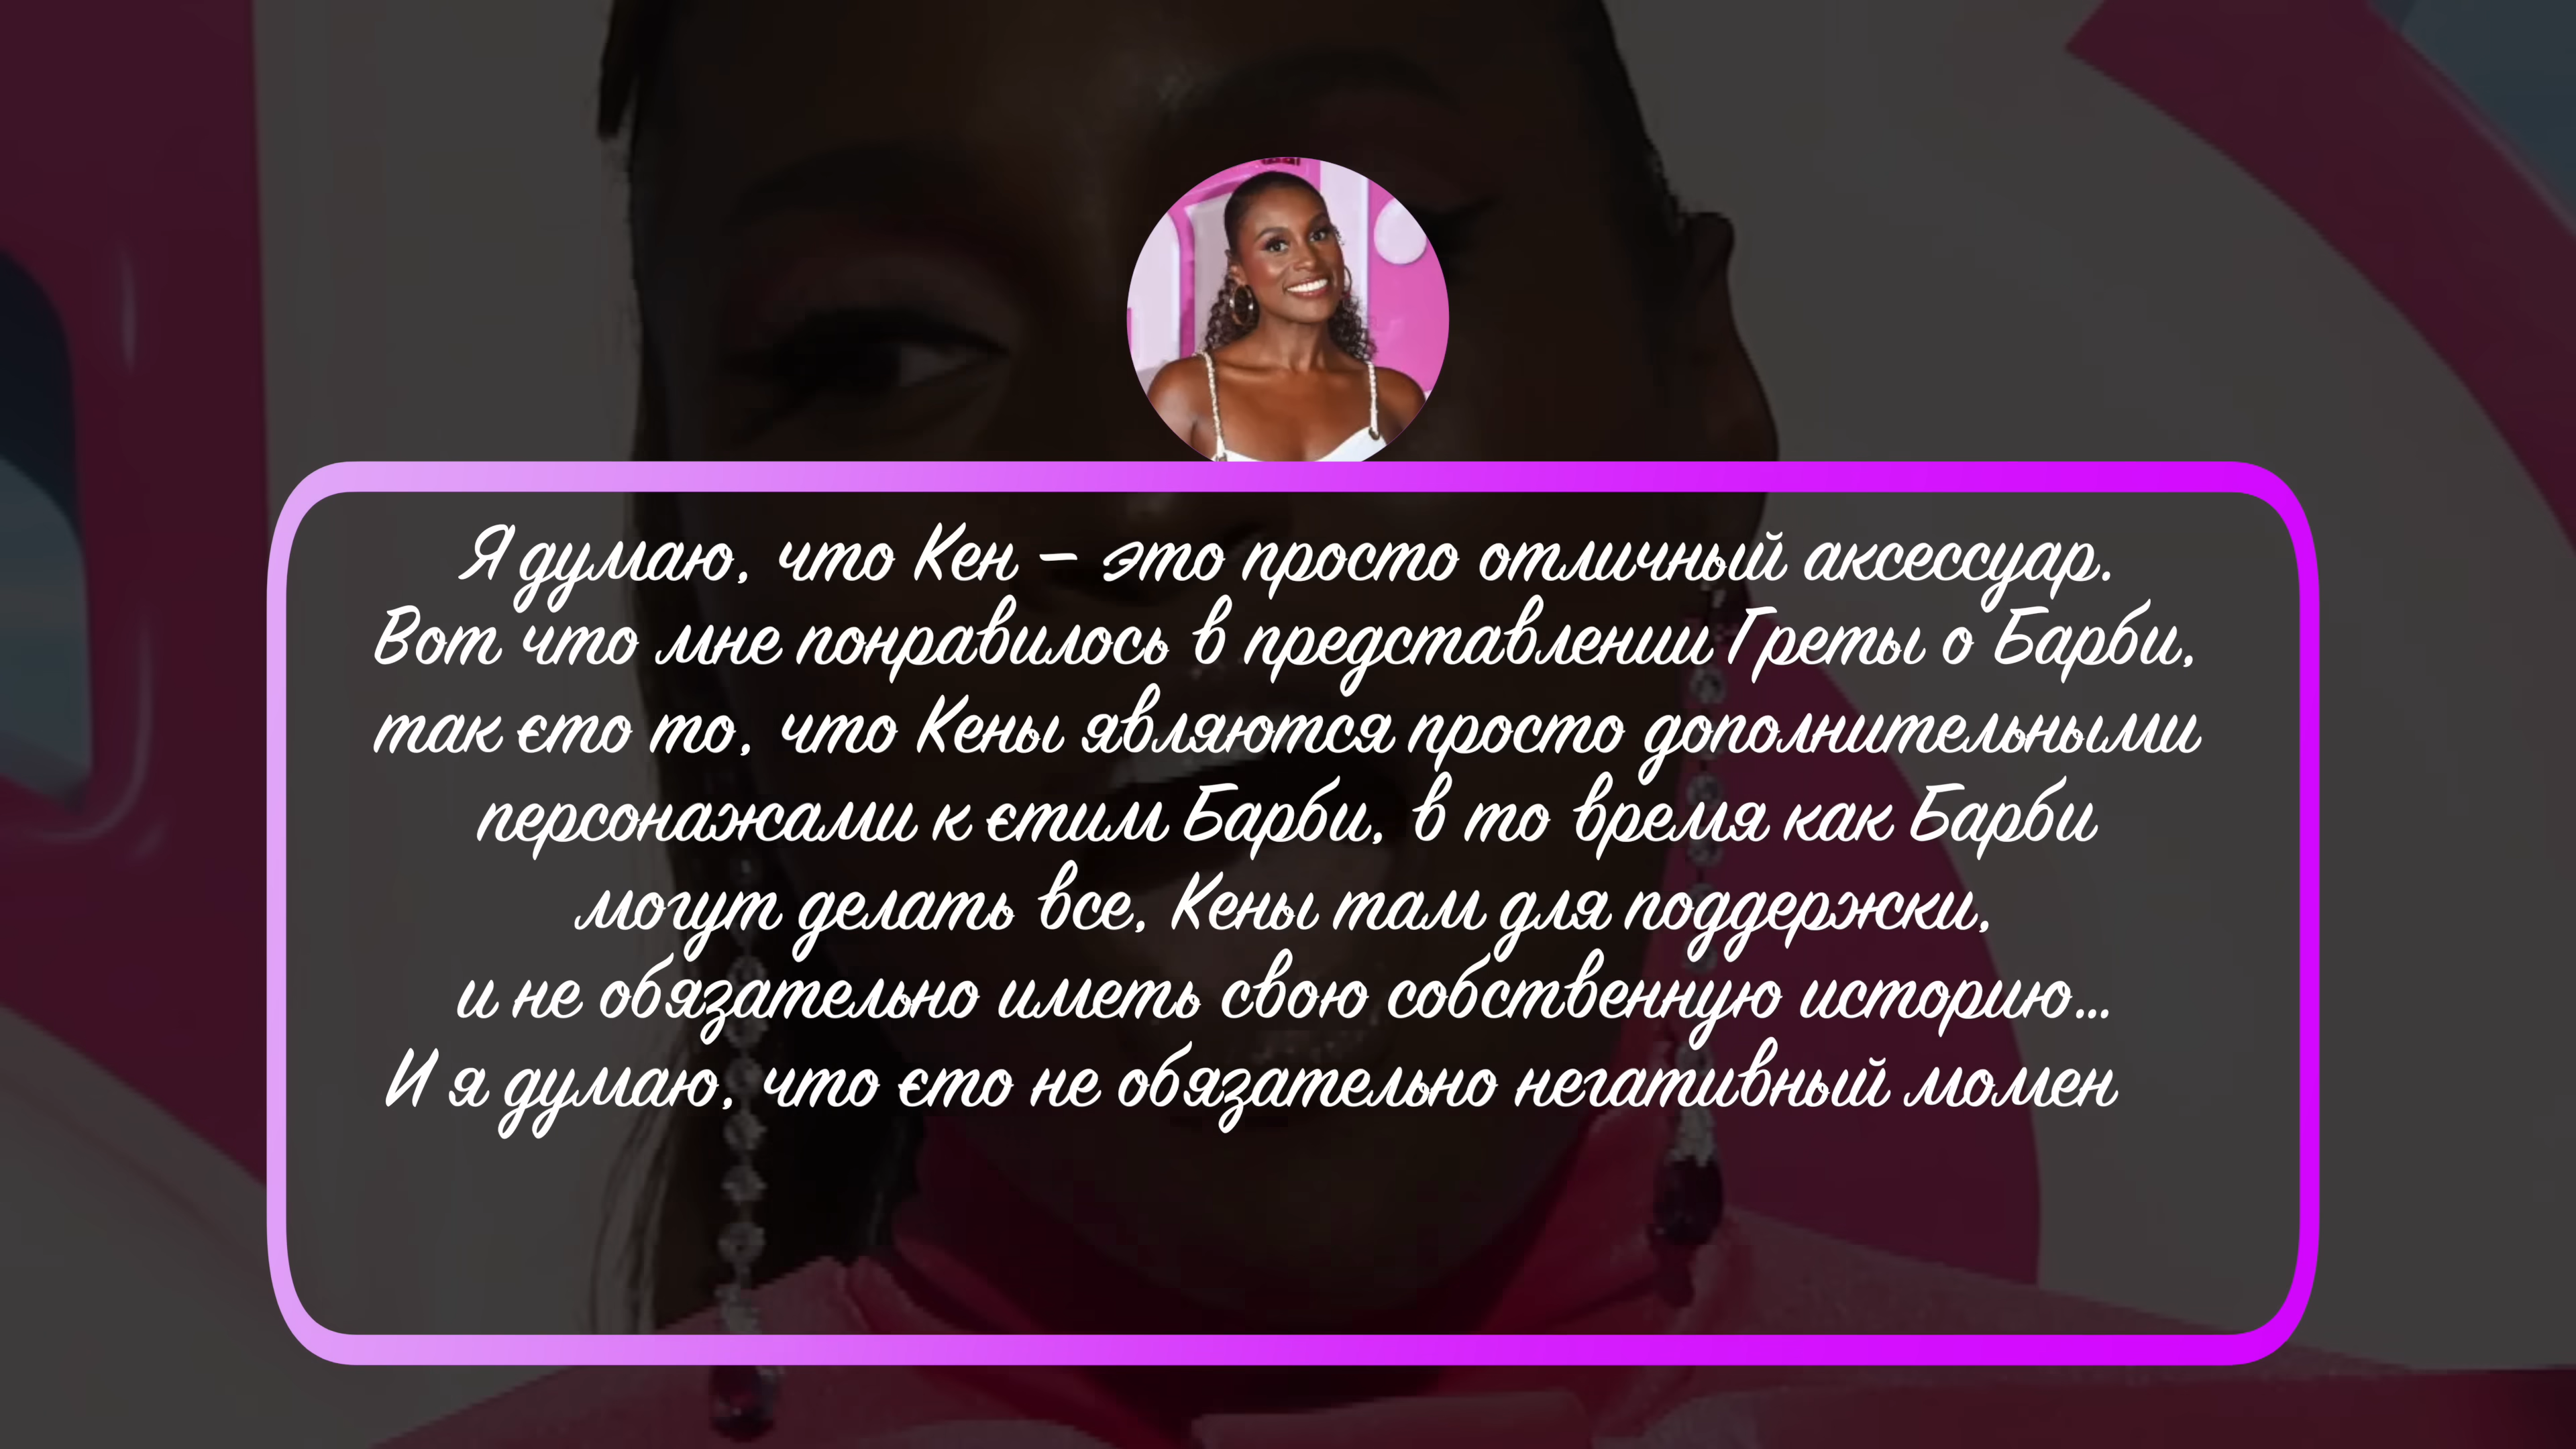 Я думаю, что Кен – это просто отличный аксессуар.
Вот что мне понравилось в представлении Греты о Барби,
так єто то, что Кены являются просто дополнительными
персонажами к єтим Барби, в то время как Барби
могут делать все, Кены там для поддержки,
и не обязательно иметь свою собственную историю...
И я думаю, что єто не обязательно негативный момен